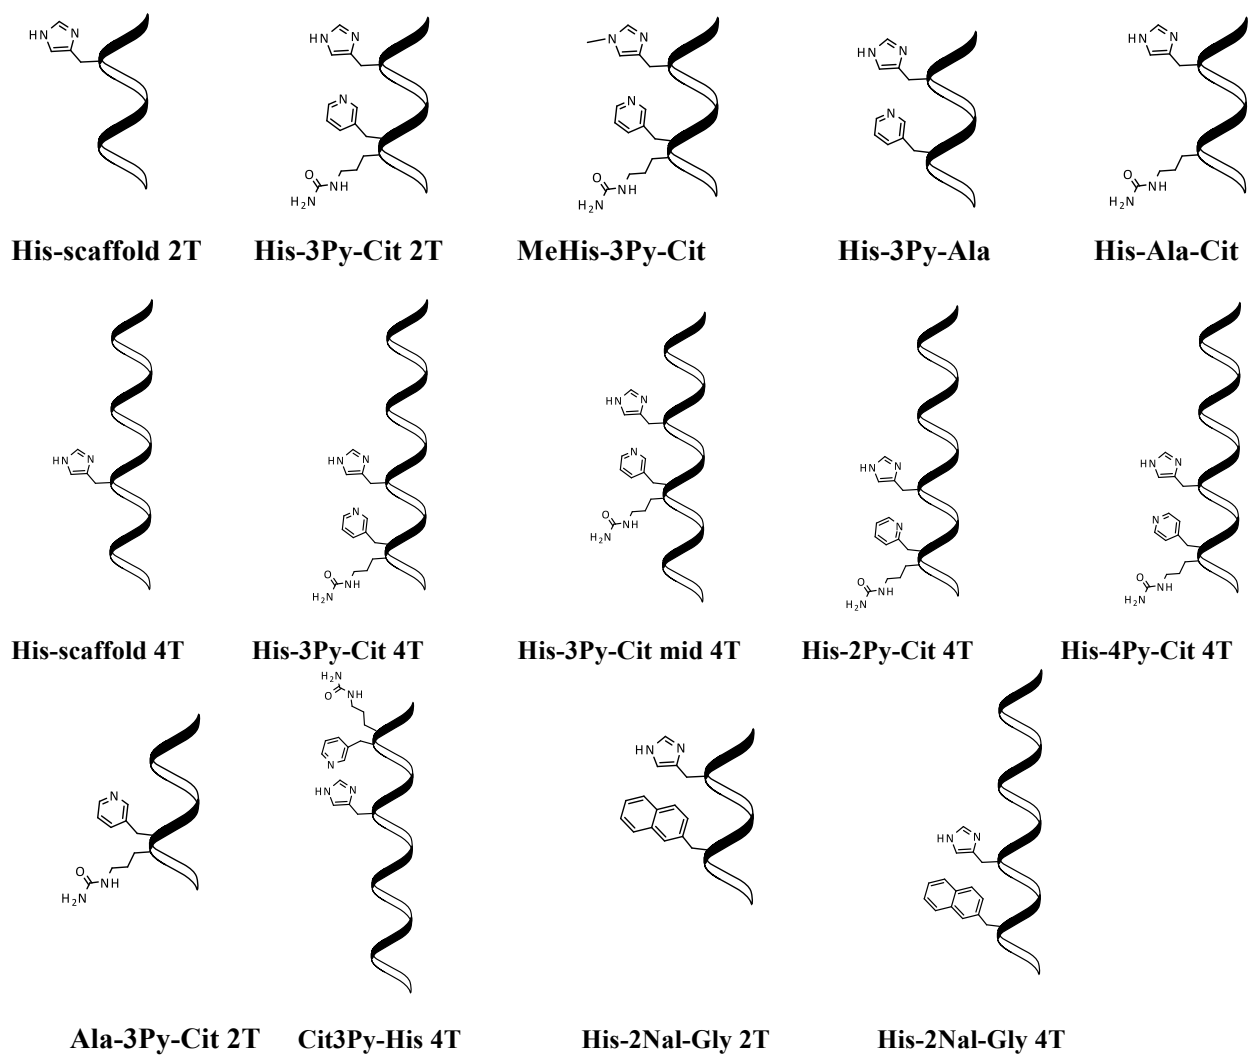 His-scaffold 2T
His-3Py-Cit 2T
MeHis-3Py-Cit
His-3Py-Ala
His-Ala-Cit
His-scaffold 4T
His-3Py-Cit 4T
His-3Py-Cit mid 4T
His-2Py-Cit 4T
His-4Py-Cit 4T
Ala-3Py-Cit 2T
Cit3Py-His 4T
His-2Nal-Gly 2T
His-2Nal-Gly 4T